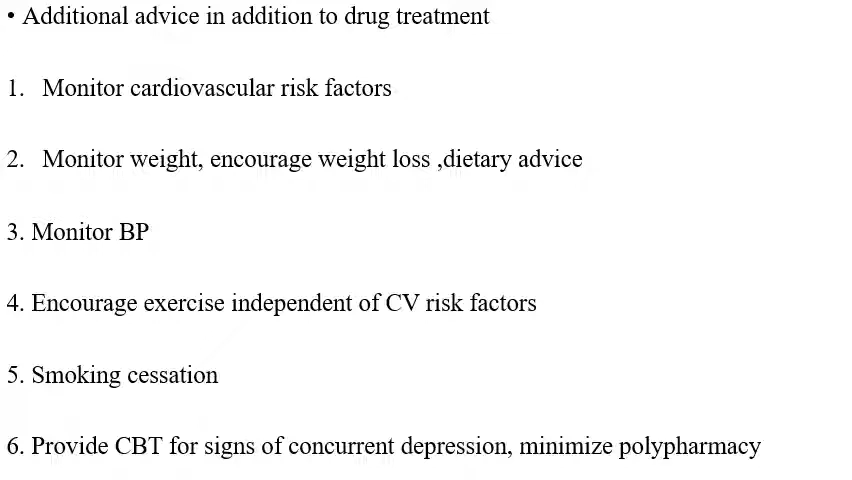 • Additional advice in addition to drug treatment
1. Monitor cardiovascular risk factors
2. Monitor weight, encourage weight loss ,dietary advice
3. Monitor BP
4. Encourage exercise independent of CV risk factors
5. Smoking cessation
6. Provide CBT for signs of concurrent depression, minimize polypharmacy